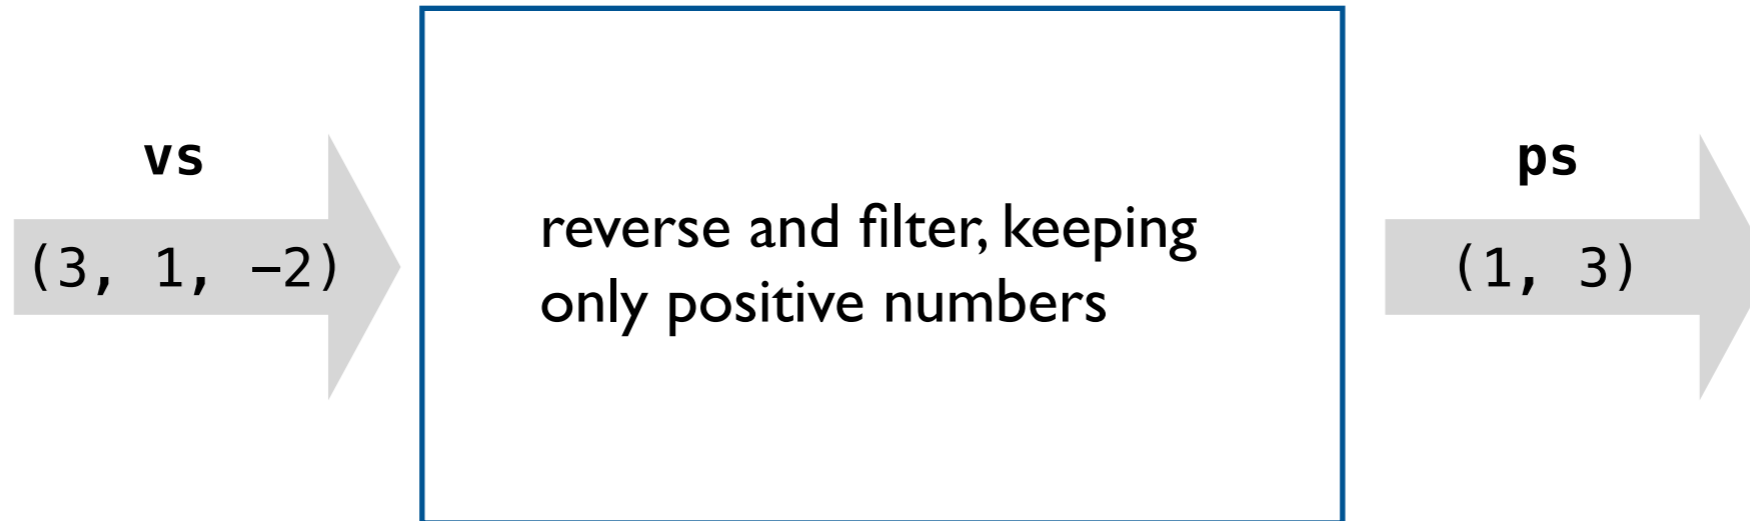 vs
(3, 1, −2)
reverse and filter, keeping
only positive numbers
ps
(1, 3)